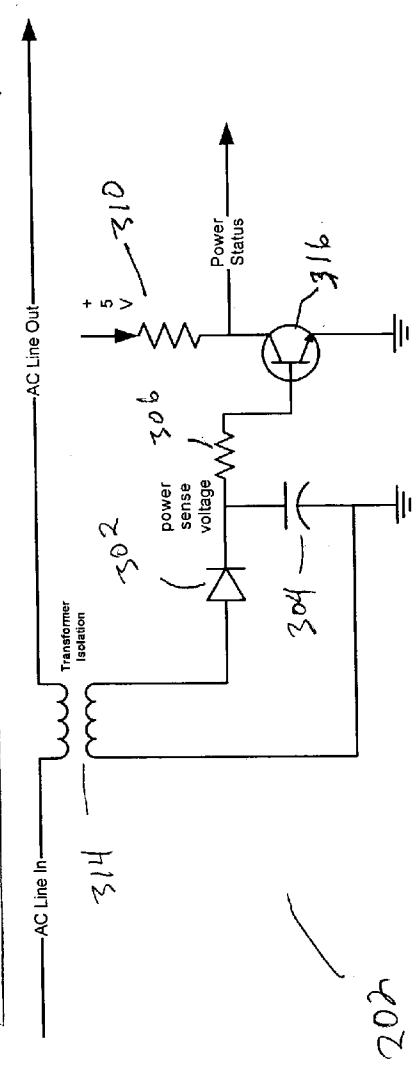 AC Line In
AC Line Out
314
Transformer
Isolation
302
power
sense
voltage
306
304
+
5
V
310
Power
Status
316
202